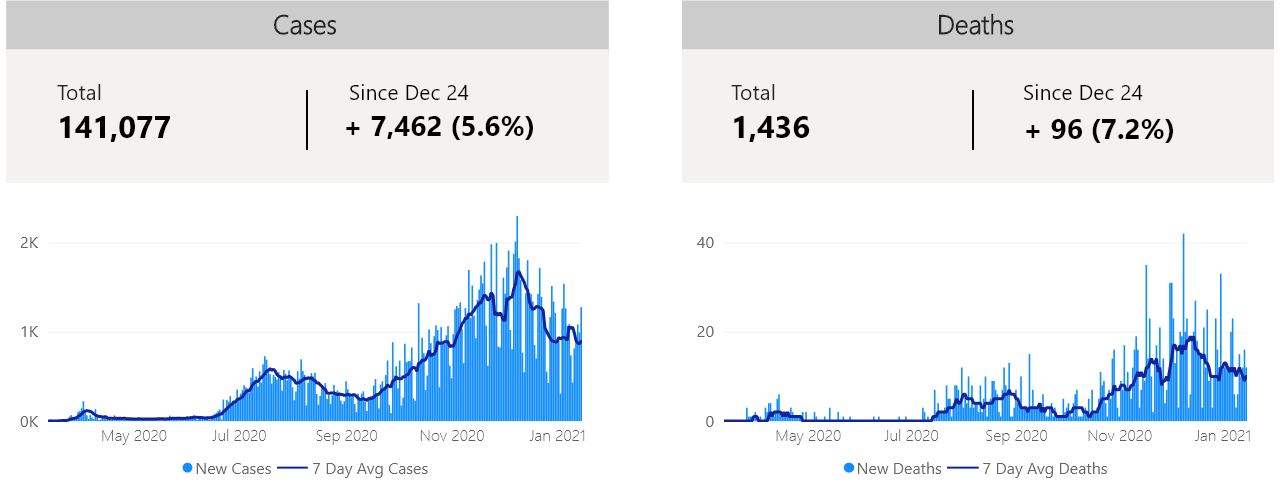 Cases
Total
141,077
Since Dec 24
+ 7,462 (5.6%)
2K
1K
0K
May 2020
Jul 2020
Sep 2020
Nov 2020
Jan 2021
New Cases
7 Day Avg Cases
Deaths
Total
1,436
Since Dec 24
+ 96 (7.2%)
40
20
0
May 2020
Jul 2020
Sep 2020
Nov 2020
Jan 2021
New Deaths
7 Day Avg Deaths